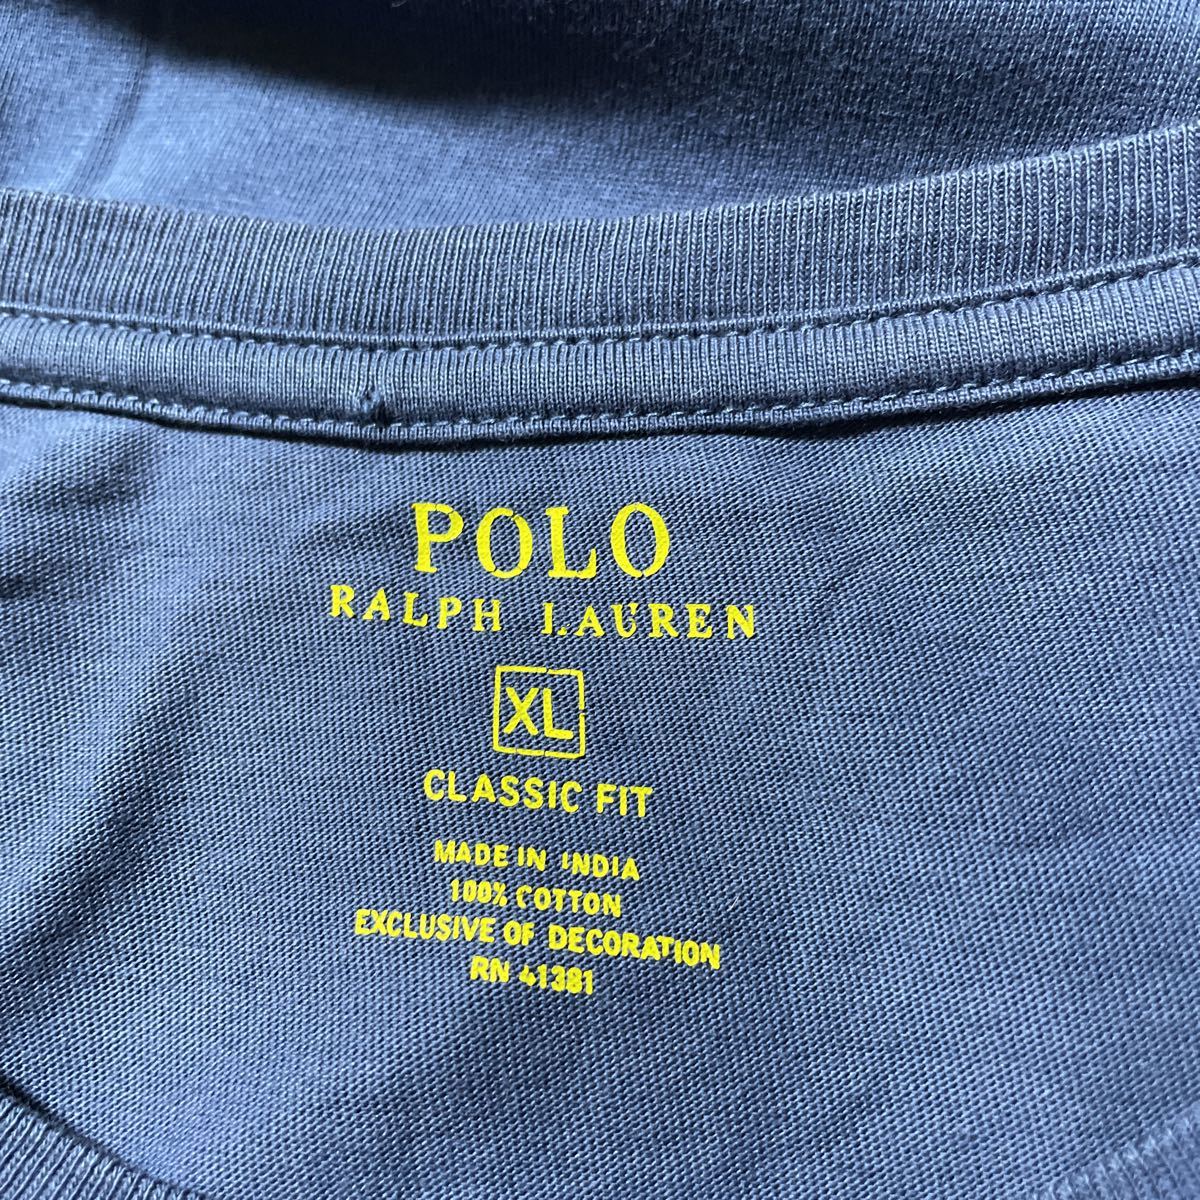 POLO
RALPH LAUREN
XL
CLASSIC FIT
MADE IN INDIA
100% COTTON
EXCLUSIVE OF DECORATION
RN 41381